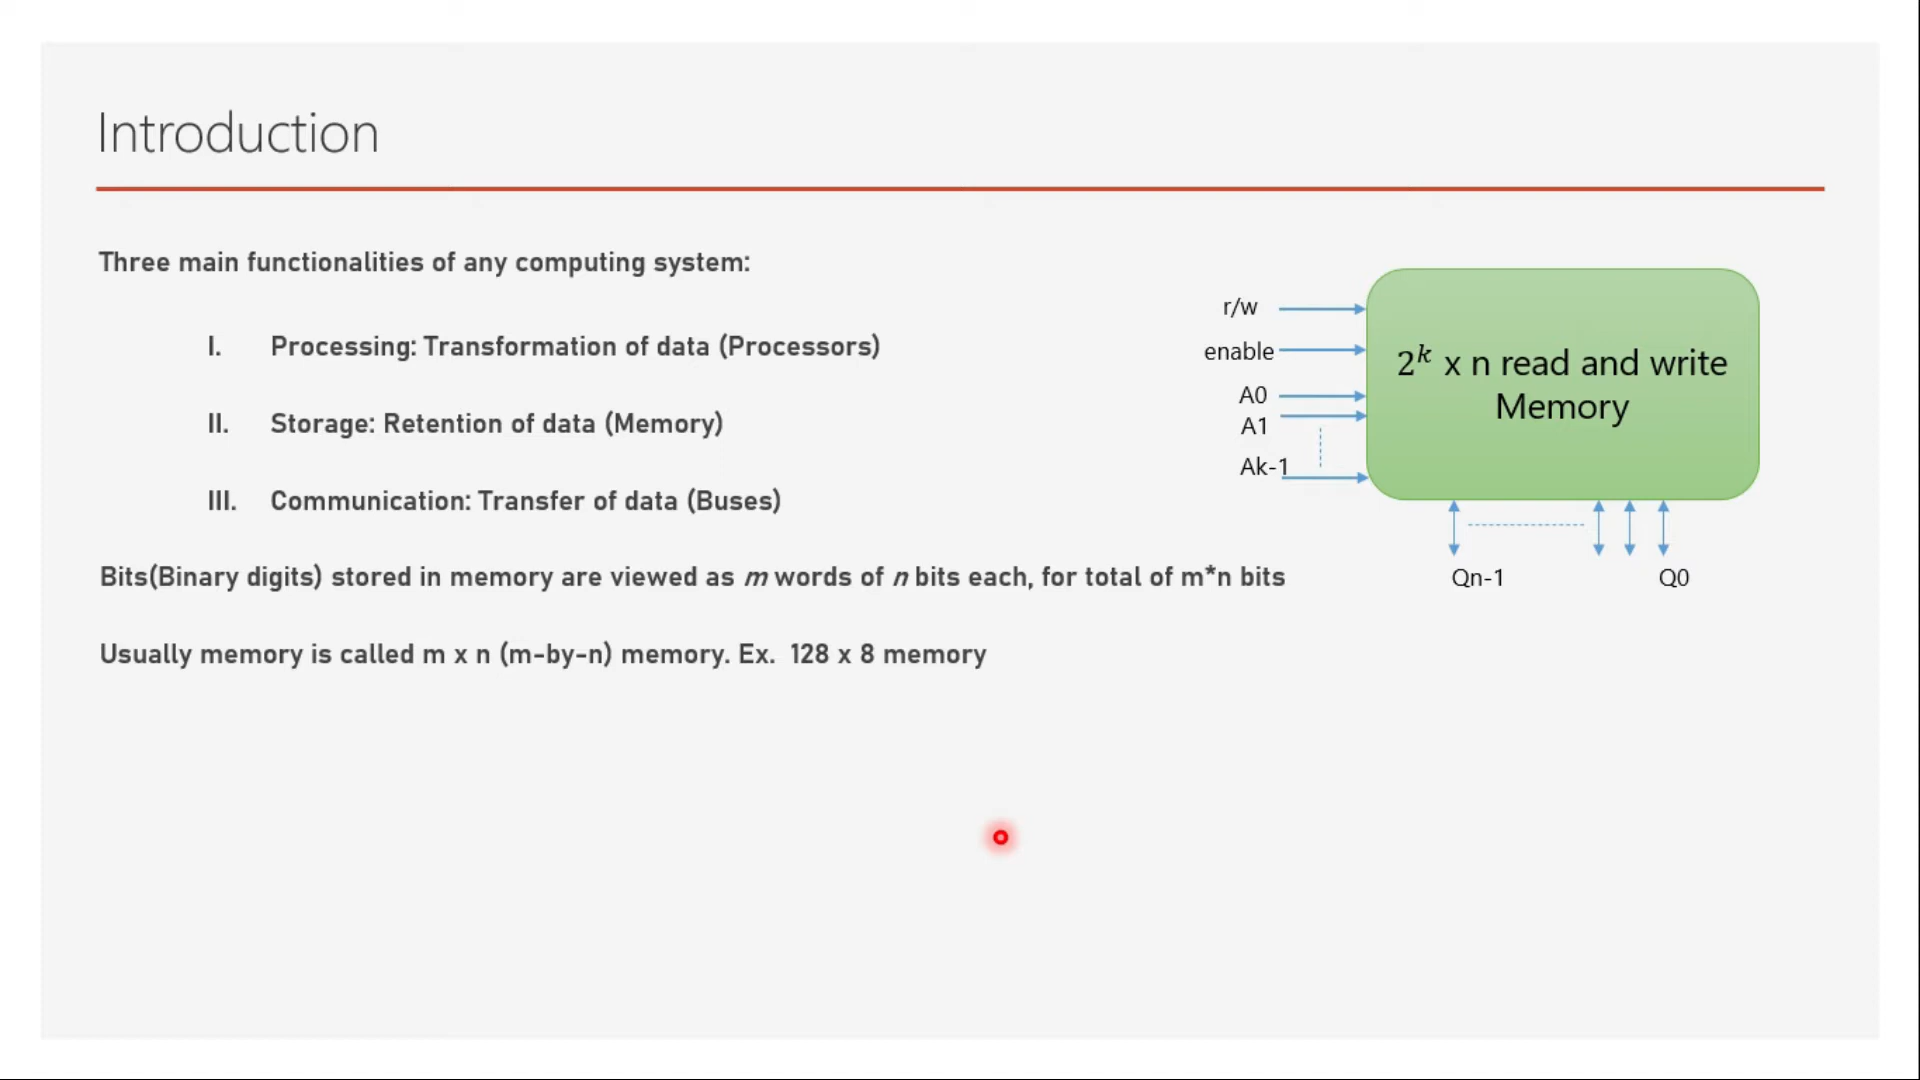 Introduction
Three main functionalities of any computing system:
I. Processing: Transformation of data (Processors)
II. Storage: Retention of data (Memory)
III. Communication: Transfer of data (Buses)
Bits(Binary digits) stored in memory are viewed as m words of n bits each, for total of m*n bits
Usually memory is called m x n (m-by-n) memory. Ex. 128 x 8 memory
r/w
enable
A0
A1
Ak-1
2^k x n read and write
Memory
Qn-1 Q0